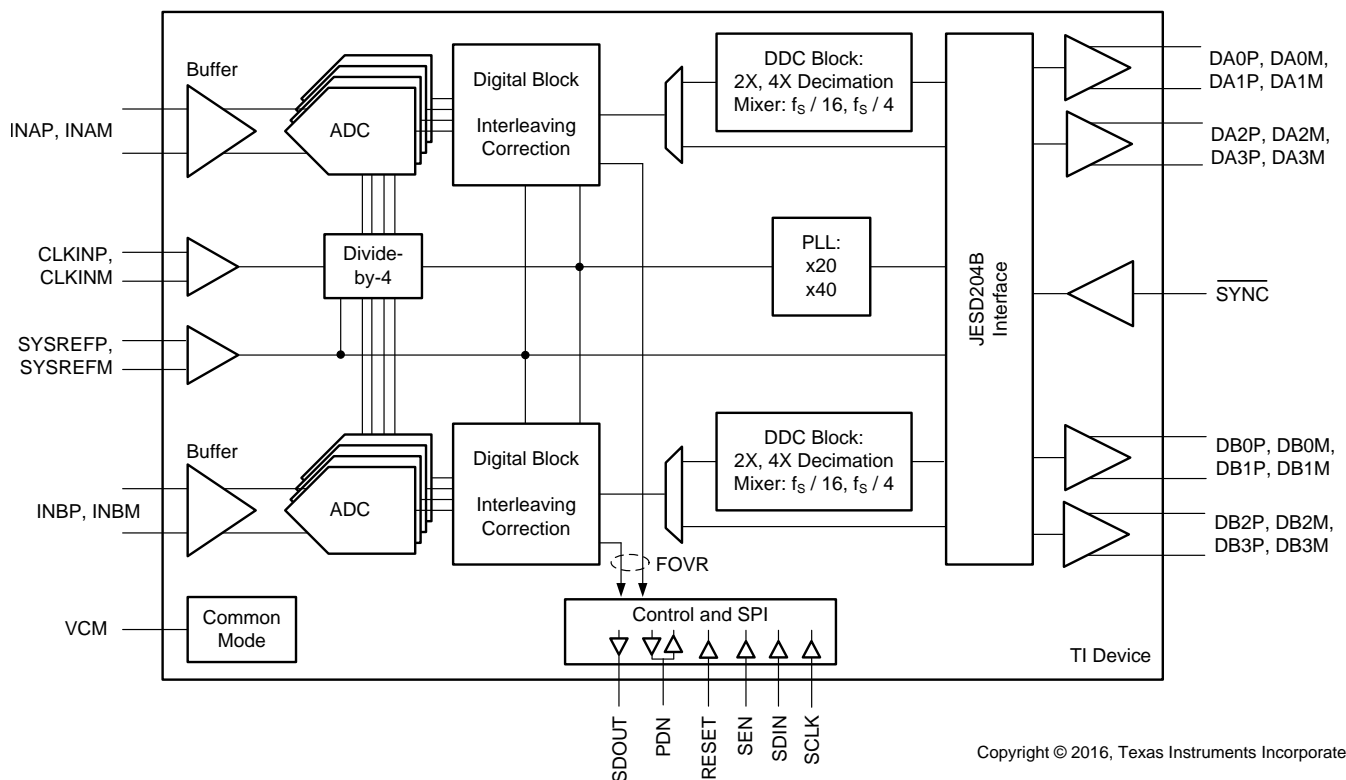 Buffer
INAP, INAM
ADC
Digital Block
Interleaving
Correction
DDC Block:
2X, 4X Decimation
Mixer: fS / 16, fS / 4
DA0P, DA0M,
DA1P, DA1M
DA2P, DA2M,
DA3P, DA3M
CLKINP,
CLKINM
Divide-
by-4
PLL:
x20
x40
JESD204B
Interface
SYNC
SYSREFP,
SYSREFM
Buffer
INBP, INBM
ADC
Digital Block
Interleaving
Correction
DDC Block:
2X, 4X Decimation
Mixer: fS / 16, fS / 4
DB0P, DB0M,
DB1P, DB1M
DB2P, DB2M,
DB3P, DB3M
FOVR
VCM
Common
Mode
Control and SPI
TI Device
SDOUT
PDN
RESET
SEN
SDIN
SCLK
Copyright © 2016, Texas Instruments Incorporate